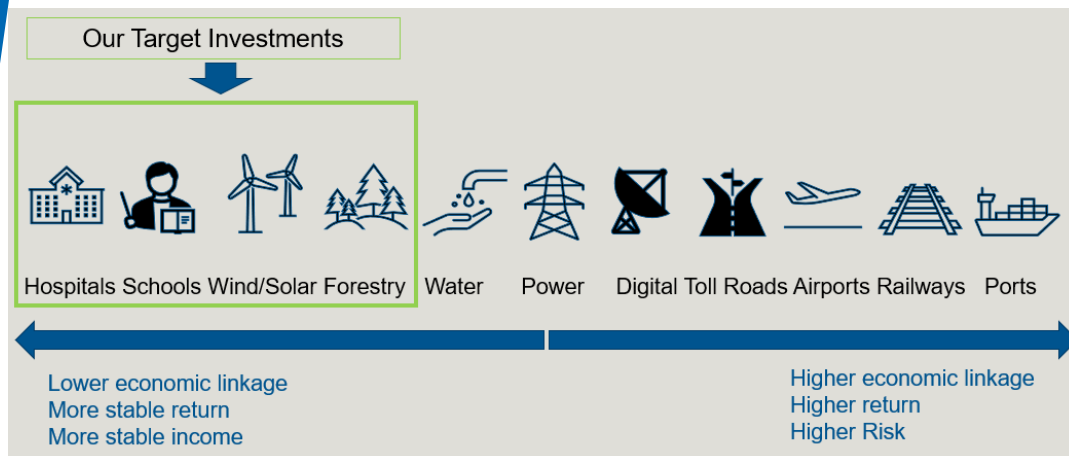 Our Target Investments
Hospitals Schools Wind/Solar Forestry Water Power Digital Toll Roads Airports Railways Ports
Lower economic linkage
More stable return
More stable income
Higher economic linkage
Higher return
Higher Risk